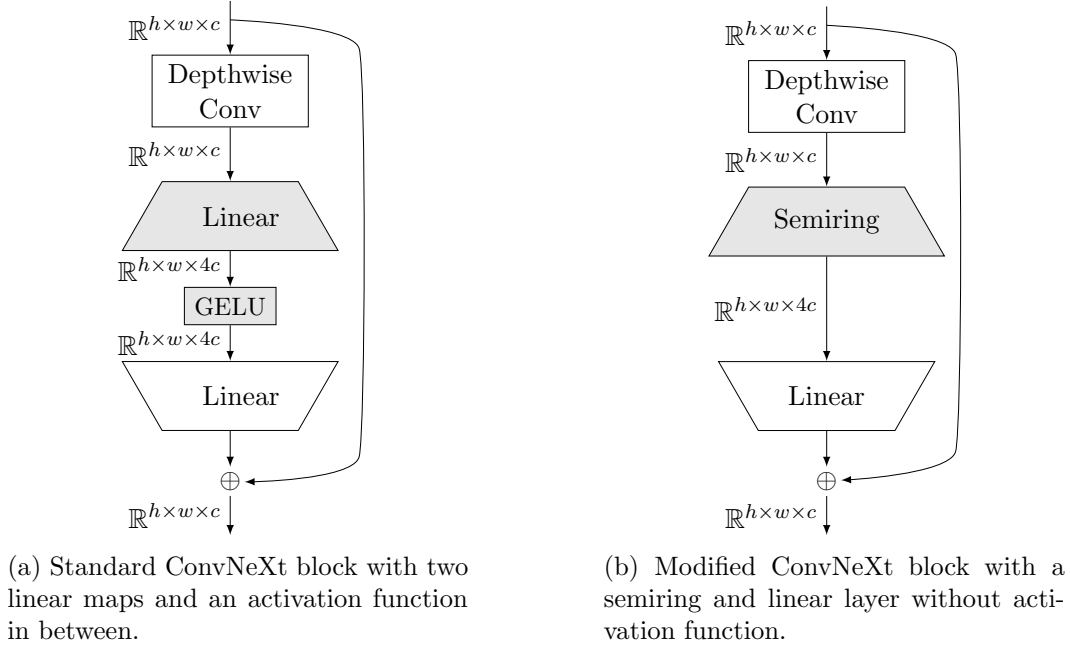 ℝ^{h×w×c}
Depthwise
Conv
ℝ^{h×w×c}
Linear
ℝ^{h×w×4c}
GELU
ℝ^{h×w×4c}
Linear
⊕
ℝ^{h×w×c}
(a) Standard ConvNeXt block with two
linear maps and an activation function
in between.
ℝ^{h×w×c}
Depthwise
Conv
ℝ^{h×w×c}
Semiring
ℝ^{h×w×4c}
Linear
⊕
ℝ^{h×w×c}
(b) Modified ConvNeXt block with a
semiring and linear layer without acti-
vation function.